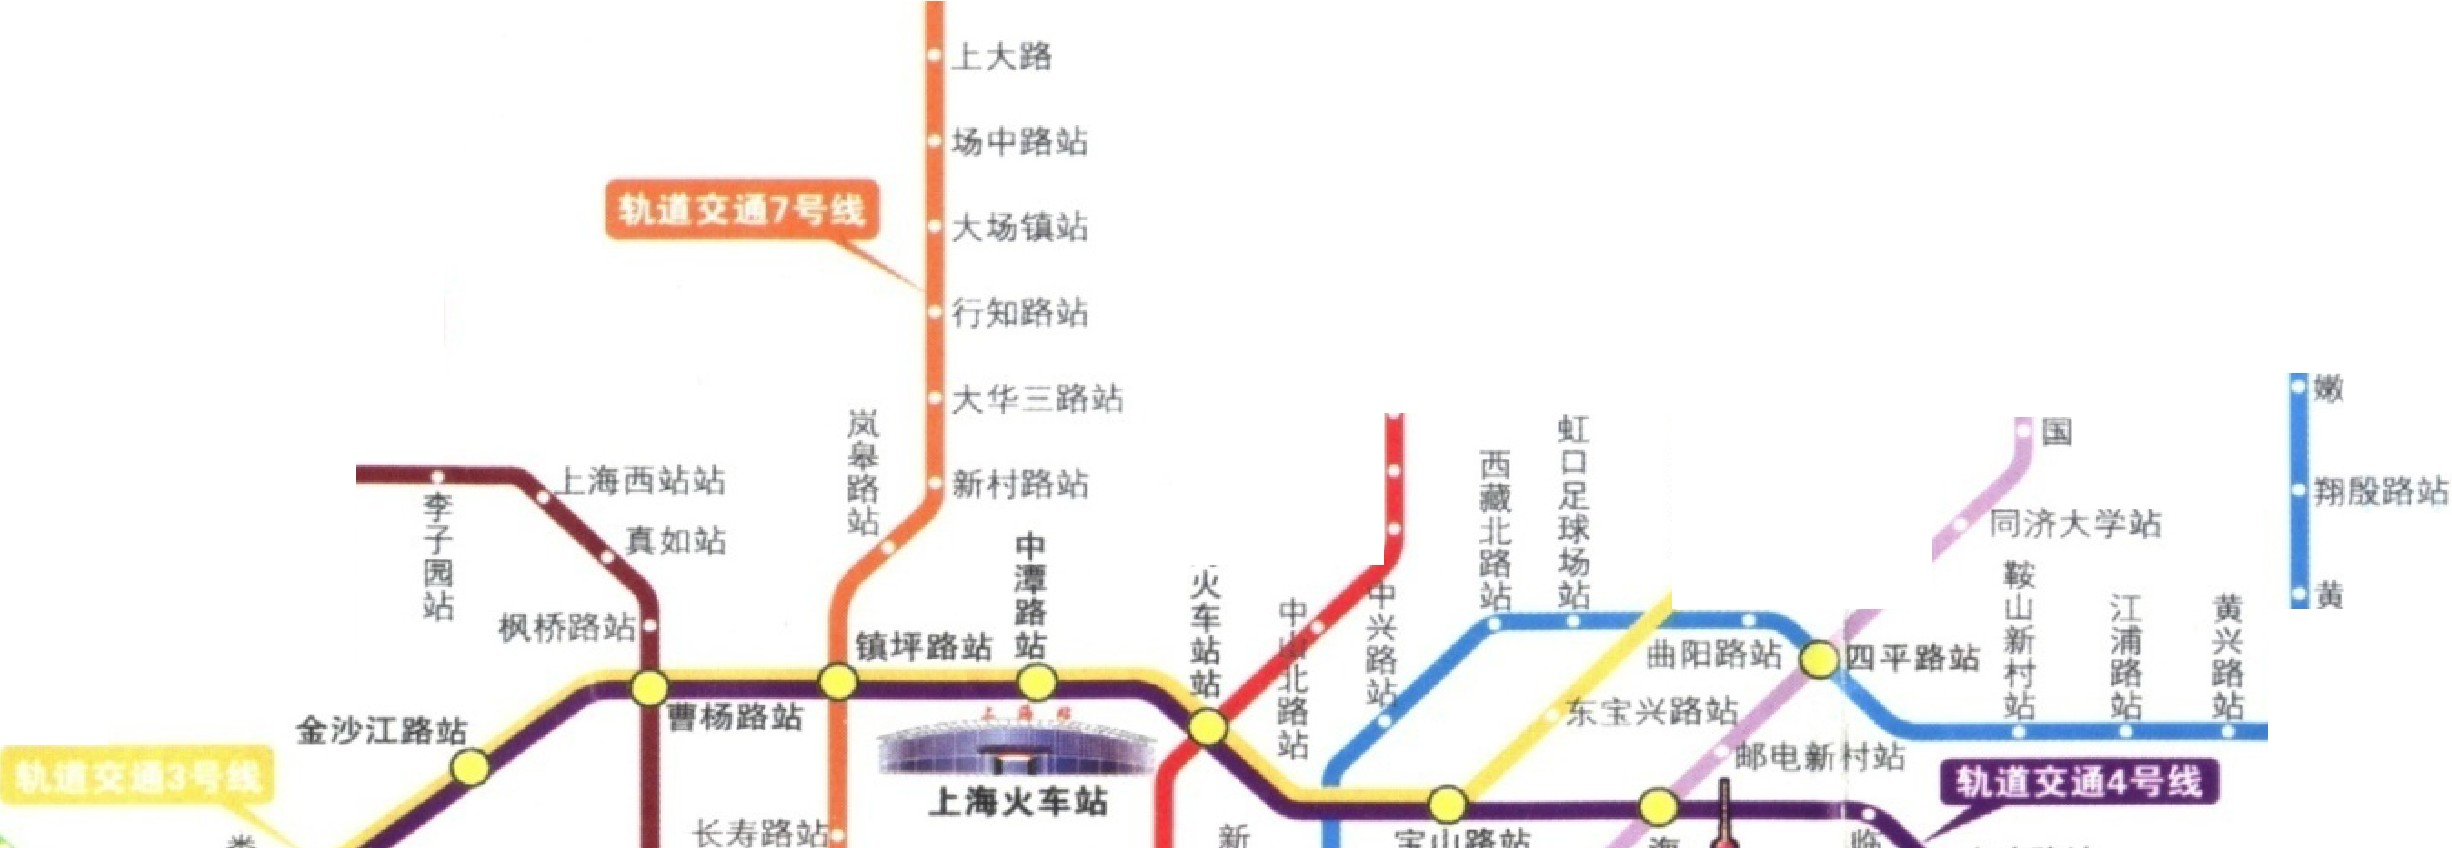 上大路
场中路站
轨道交通7号线
大场镇站
行知路站
大华三路站
嫩
岚皋路站
新村路站
虹口足球场站
国
西藏北路站
翔殷路站
上海西站站
李子园站
同济大学站
真如站
中潭路站
鞍山新村站
火车站站
中兴路站
黄
中山北路站
江浦路站
黄兴路站
枫桥路站
镇坪路站
曲阳路站
四平路站
金沙江路站
曹杨路站
上海站
东宝兴路站
邮电新村站
轨道交通3号线
轨道交通4号线
上海火车站
长寿路站
新
宝山路站
海
临